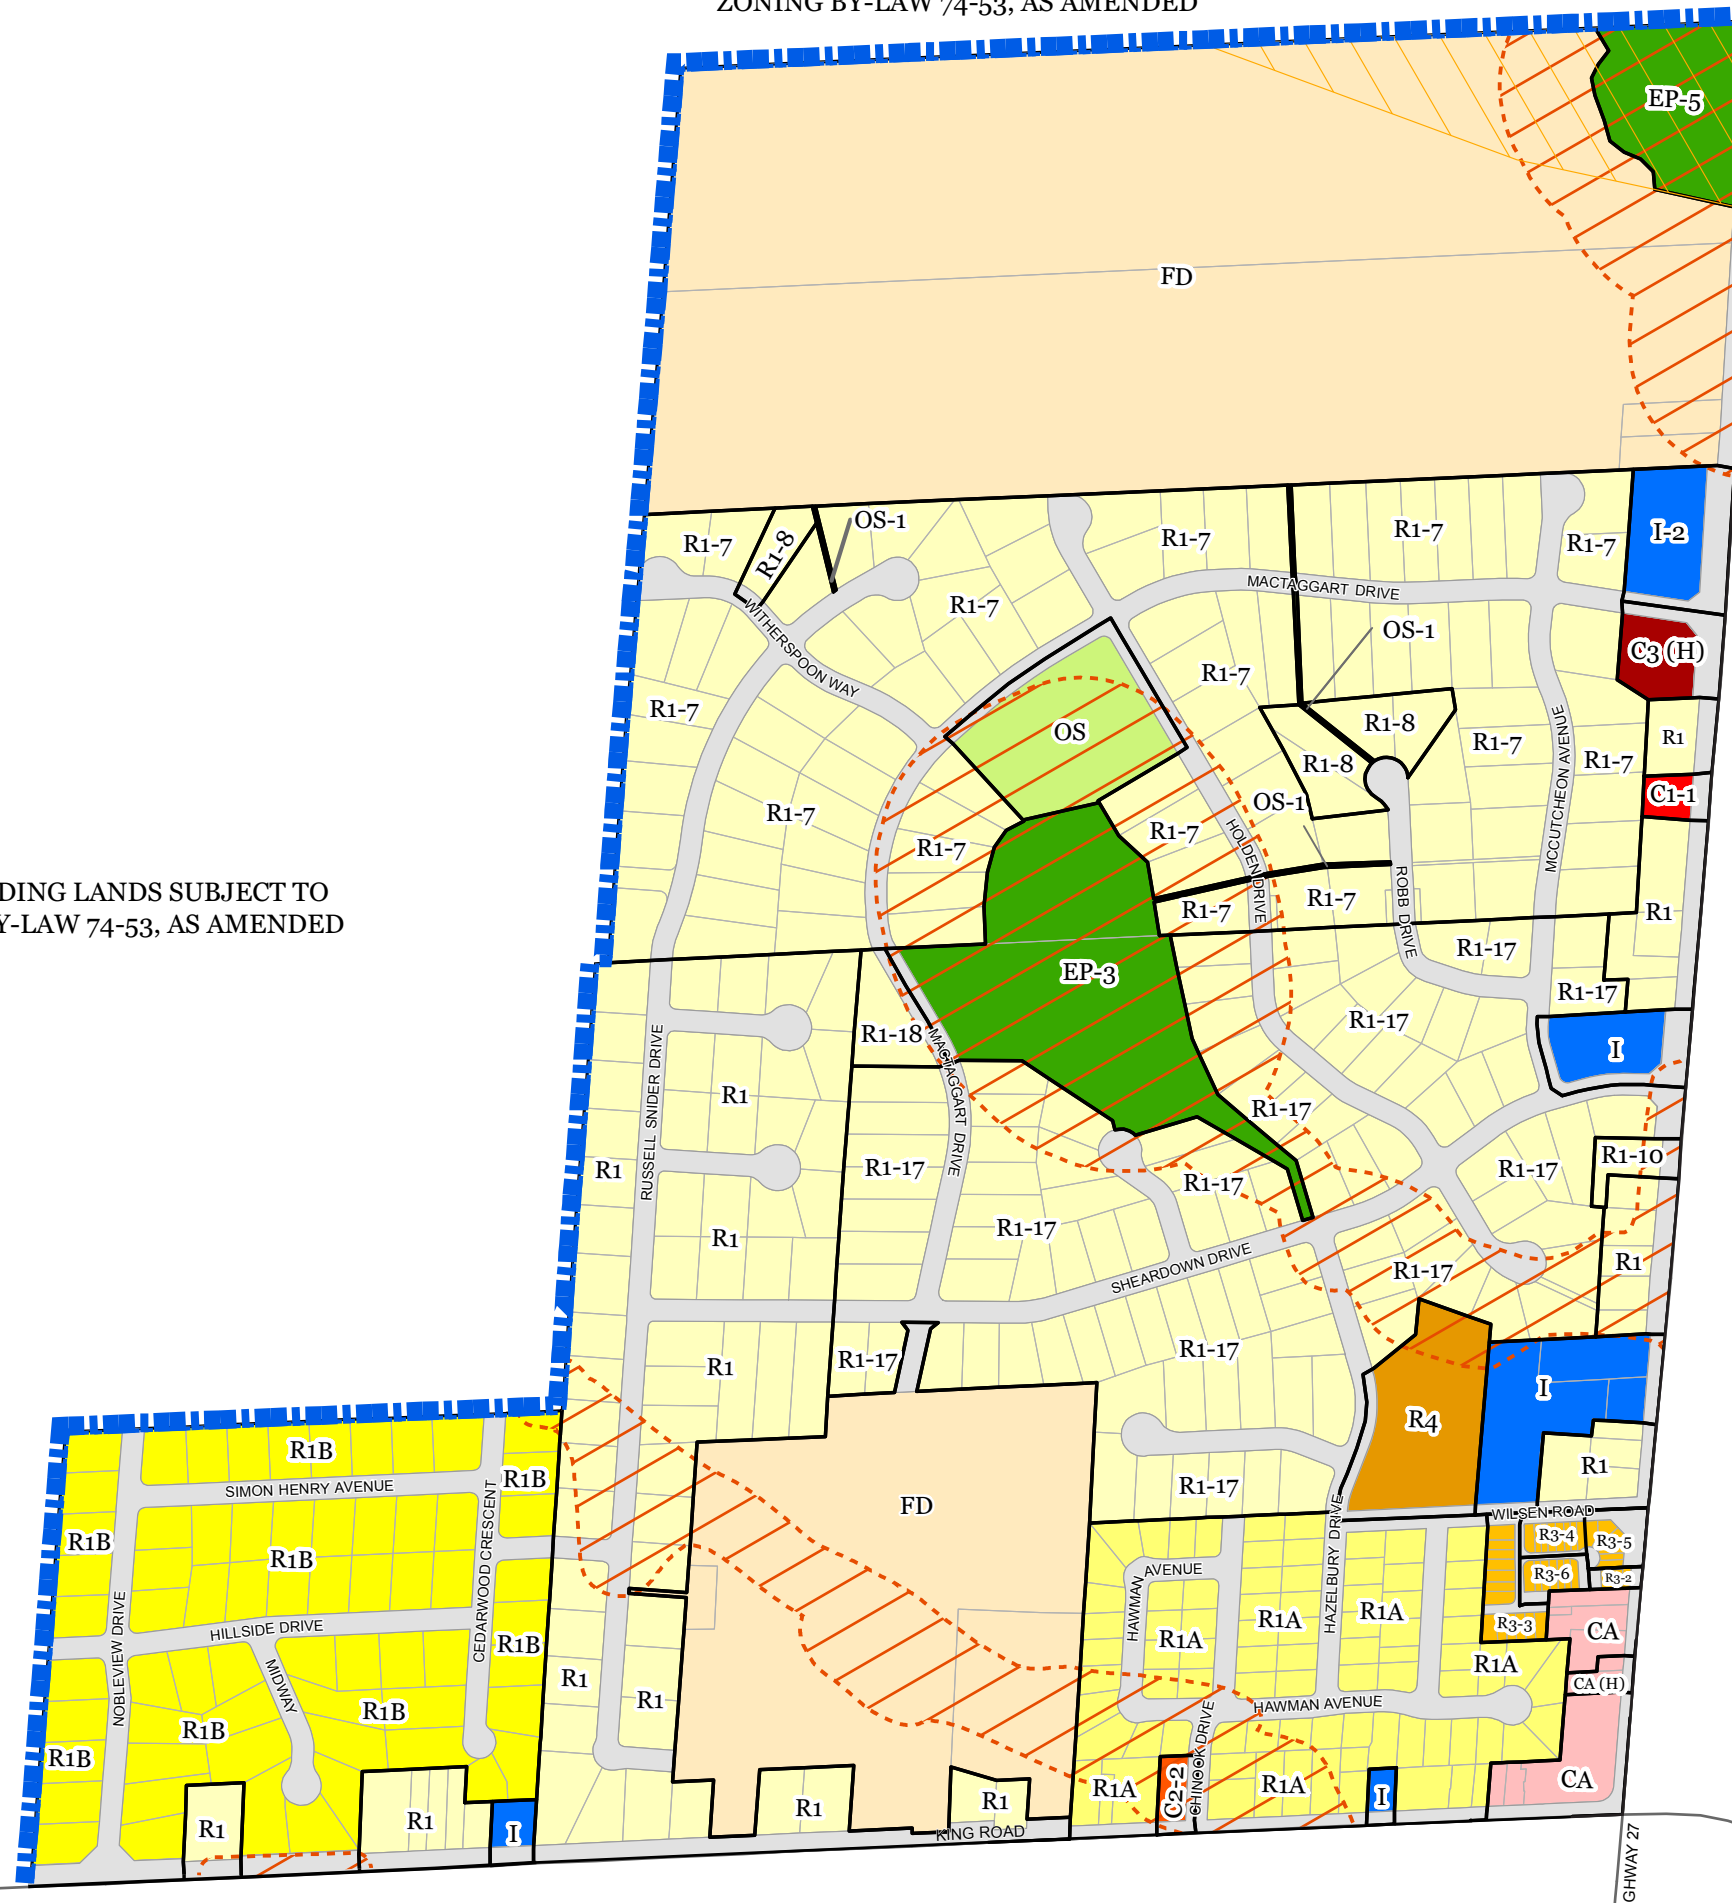 ZONING BY-LAW 74-53, AS AMENDED
EP-5
FD
OS-1
R1-7
R1-8
R1-7
R1-7
R1-7
I-2
MACTAGGART DRIVE
R1-7
WITHERSPOON WAY
OS-1
C3 (H)
R1-7
R1-7
R1-8
OS
R1-7
R1
R1-7
R1-8
MCCUTCHEON AVENUE
C1-1
OS-1
R1-7
R1-7
R1-7
HOLDEN DRIVE
DING LANDS SUBJECT TO
Y-LAW 74-53, AS AMENDED
ROBB DRIVE
R1-7
R1-7
R1
R1-17
EP-3
R1-17
R1-17
R1-18
I
MACTAGGART DRIVE
RUSSELL SNIDER DRIVE
R1
R1-17
R1-10
R1
R1-17
R1-17
R1-17
R1-17
R1
SHEARDOWN DRIVE
R1
R1-17
R1-17
R1-17
R1
I
R4
R1B
R1B
R1
SIMON HENRY AVENUE
R1-17
FD
WILSEN ROAD
R1B
R1B
CEDARWOOD CRESCENT
HAZELBURY DRIVE
R3-4
R3-5
AVENUE
R3-6
R3-2
HAWMAN
R1A
R1A
R1A
R3-3
CA
NOBLEVIEW DRIVE
HILLSIDE DRIVE
R1B
R1A
MIDWAY
R1
R1
CA (H)
R1B
R1B
HAWMAN AVENUE
R1B
CHINOOK DRIVE
R1A
C2-2
R1A
I
CA
R1
R1
R1
R1
I
KING ROAD
GHWAY 27